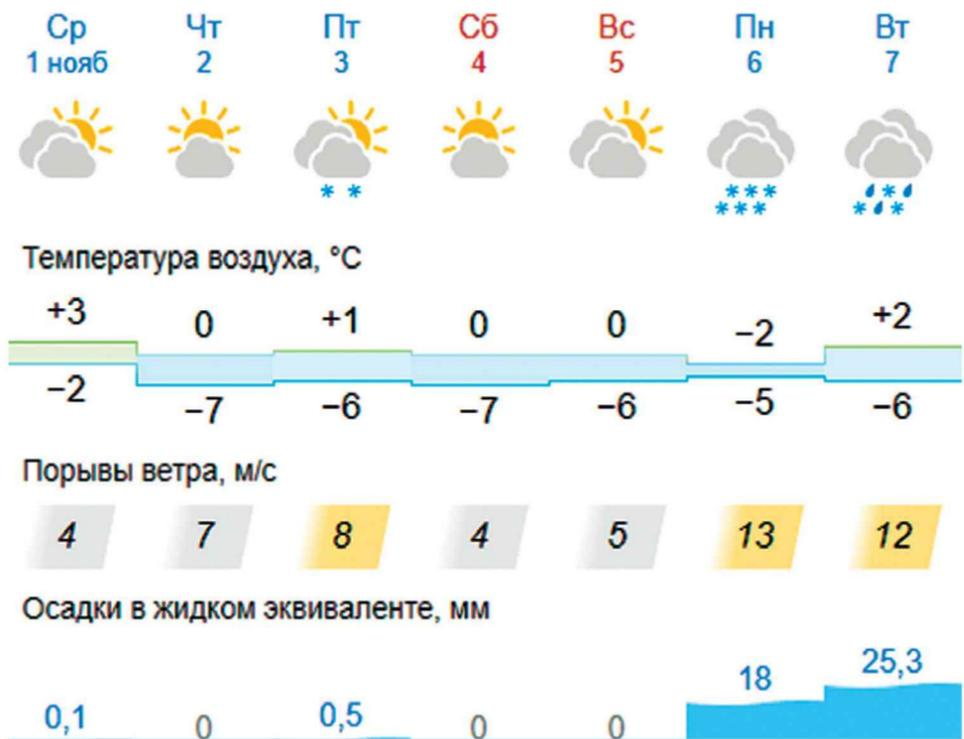 Ср Чт Пт Сб Вс Пн Вт
1 нояб 2 3 4 5 6 7
Температура воздуха, °C
+3 0 +1 0 0 −2 +2
−2 −7 −6 −7 −6 −5 −6
Порывы ветра, м/с
4 7 8 4 5 13 12
Осадки в жидком эквиваленте, мм
0,1 0 0,5 0 0 18 25,3